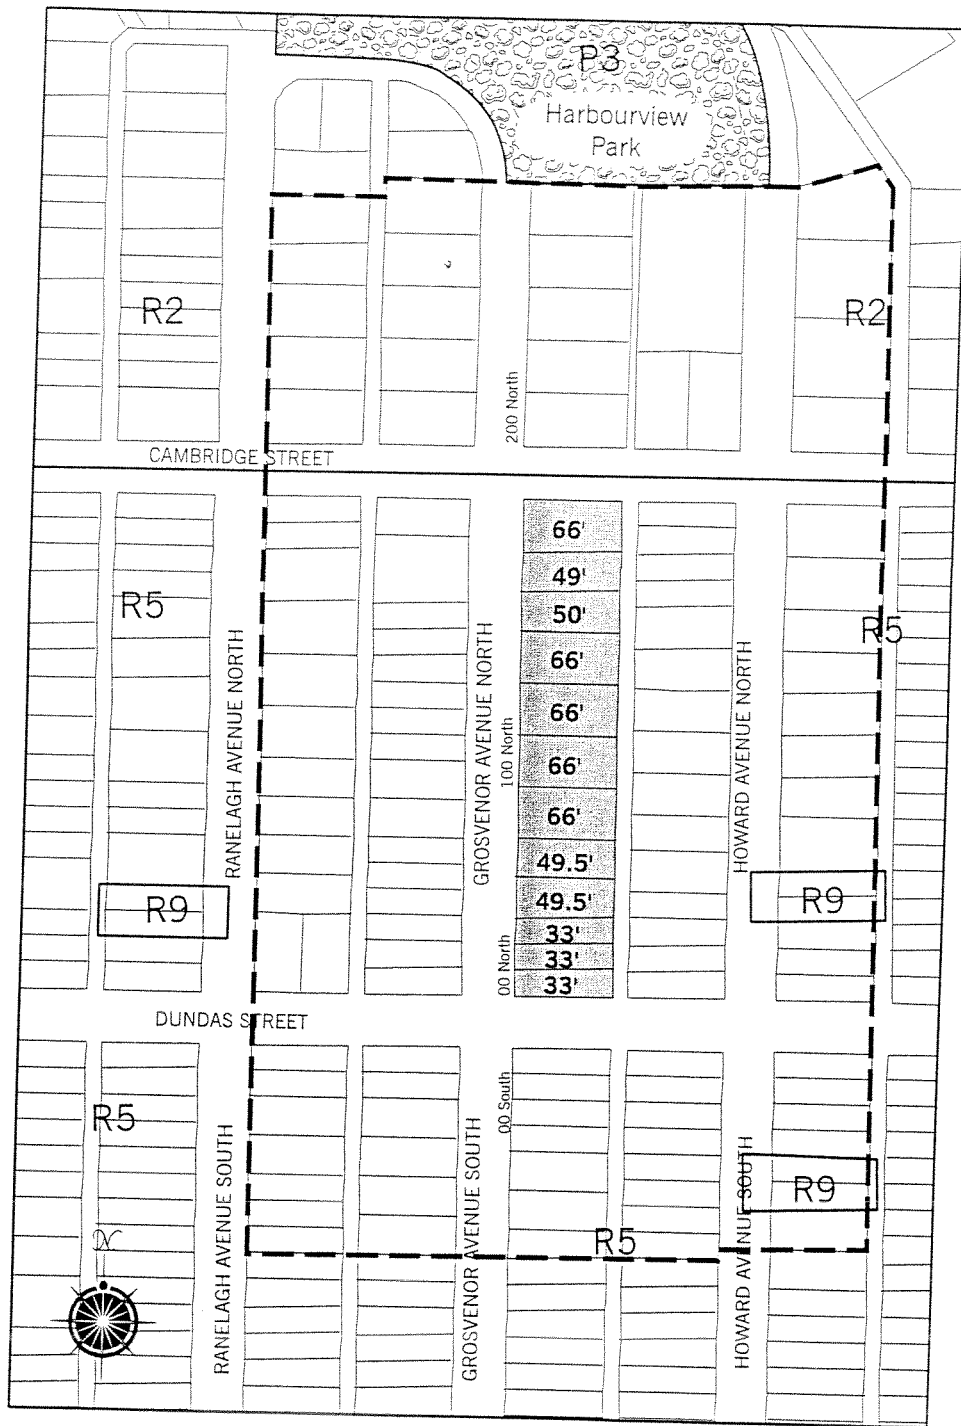 P3
Harbourview
Park
R2
R2
200 North
CAMBRIDGE STREET
66'
49'
50'
66'
66'
66'
66'
49.5'
49.5'
33'
33'
33'
R5
R5
RANELAGH AVENUE NORTH
GROSVENOR AVENUE NORTH
100 North
HOWARD AVENUE NORTH
R9
R9
00 North
DUNDAS STREET
00 South
R5
RANELAGH AVENUE SOUTH
GROSVENOR AVENUE SOUTH
HOWARD AVENUE SOUTH
R9
R5
N